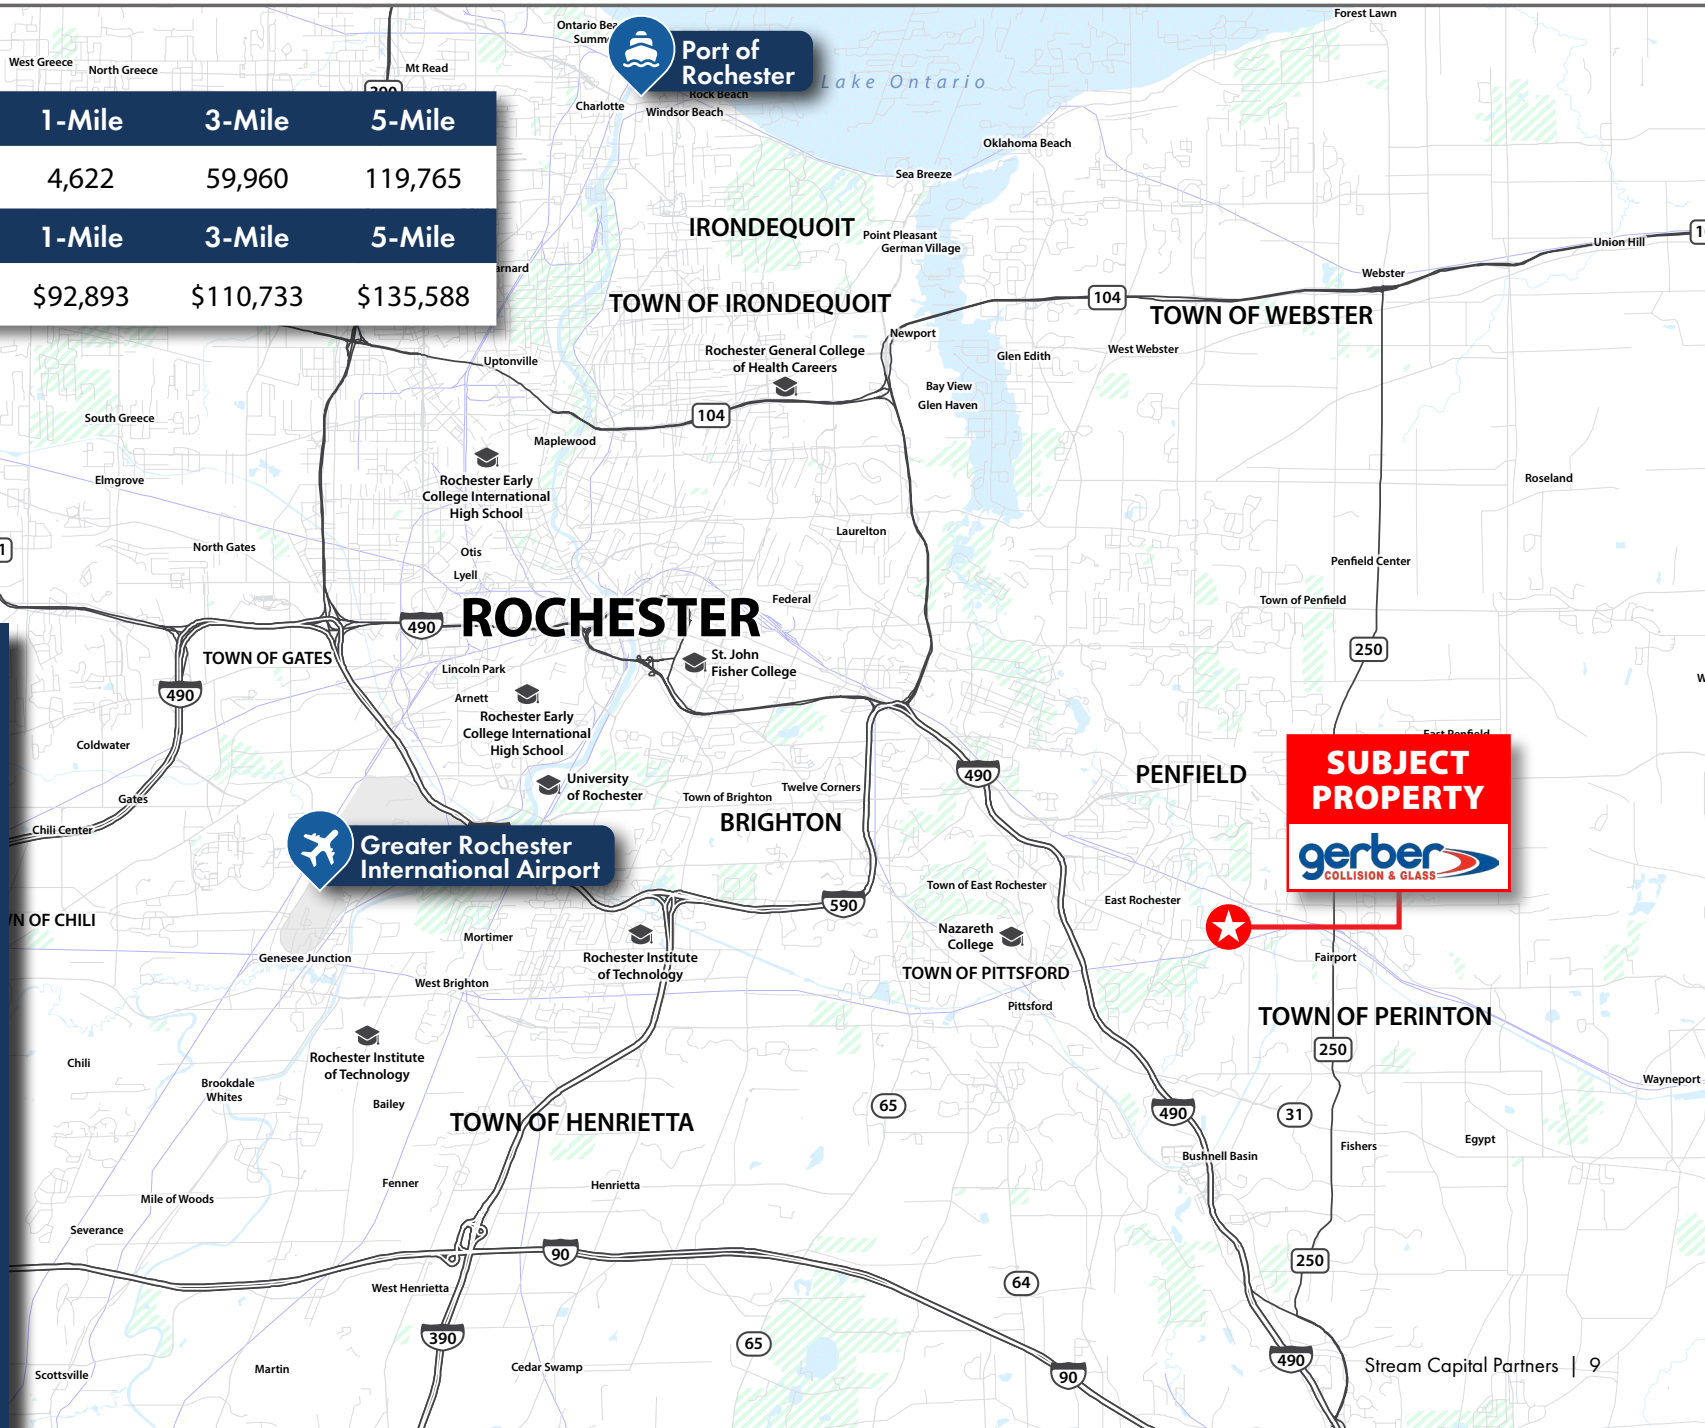 Forest Lawn
Ontario Bea
Summ
West Greece
North Greece
Mt Read
Port of
Rochester
Lake Ontario
390
Rock Beach
Charlotte
Windsor Beach
1-Mile 3-Mile 5-Mile
4,622 59,960 119,765
1-Mile 3-Mile 5-Mile
$92,893 $110,733 $135,588
Oklahoma Beach
Sea Breeze
IRONDEQUOIT
Point Pleasant
German Village
Union Hill
Webster
TOWN OF IRONDEQUOIT
104
TOWN OF WEBSTER
Newport
Rochester General College
of Health Careers
Glen Edith
West Webster
Uptonville
Bay View
Glen Haven
South Greece
104
Maplewood
Rochester Early
College International
High School
Elmgrove
Roseland
Laurelton
North Gates
Otis
Lyell
Penfield Center
Town of Penfield
Federal
ROCHESTER
490
TOWN OF GATES
Lincoln Park
St. John
Fisher College
250
490
Arnett
Rochester Early
College International
High School
Coldwater
East Penfield
SUBJECT
PROPERTY
gerber
COLLISION & GLASS
PENFIELD
490
University
of Rochester
Twelve Corners
Town of Brighton
Gates
BRIGHTON
Chili Center
Greater Rochester
International Airport
Town of East Rochester
East Rochester
590
N OF CHILI
Nazareth
College
Mortimer
Rochester Institute
of Technology
Genesee Junction
Fairport
TOWN OF PITTSFORD
West Brighton
Pittsford
TOWN OF PERINTON
250
Rochester Institute
of Technology
Chili
Brookdale
Whites
Bailey
Wayneport
65
490
31
TOWN OF HENRIETTA
Fishers
Egypt
Bushnell Basin
Fenner
Henrietta
Mile of Woods
Severance
90
250
West Henrietta
64
390
65
490
90
Scottsville
Martin
Cedar Swamp
Stream Capital Partners | 9